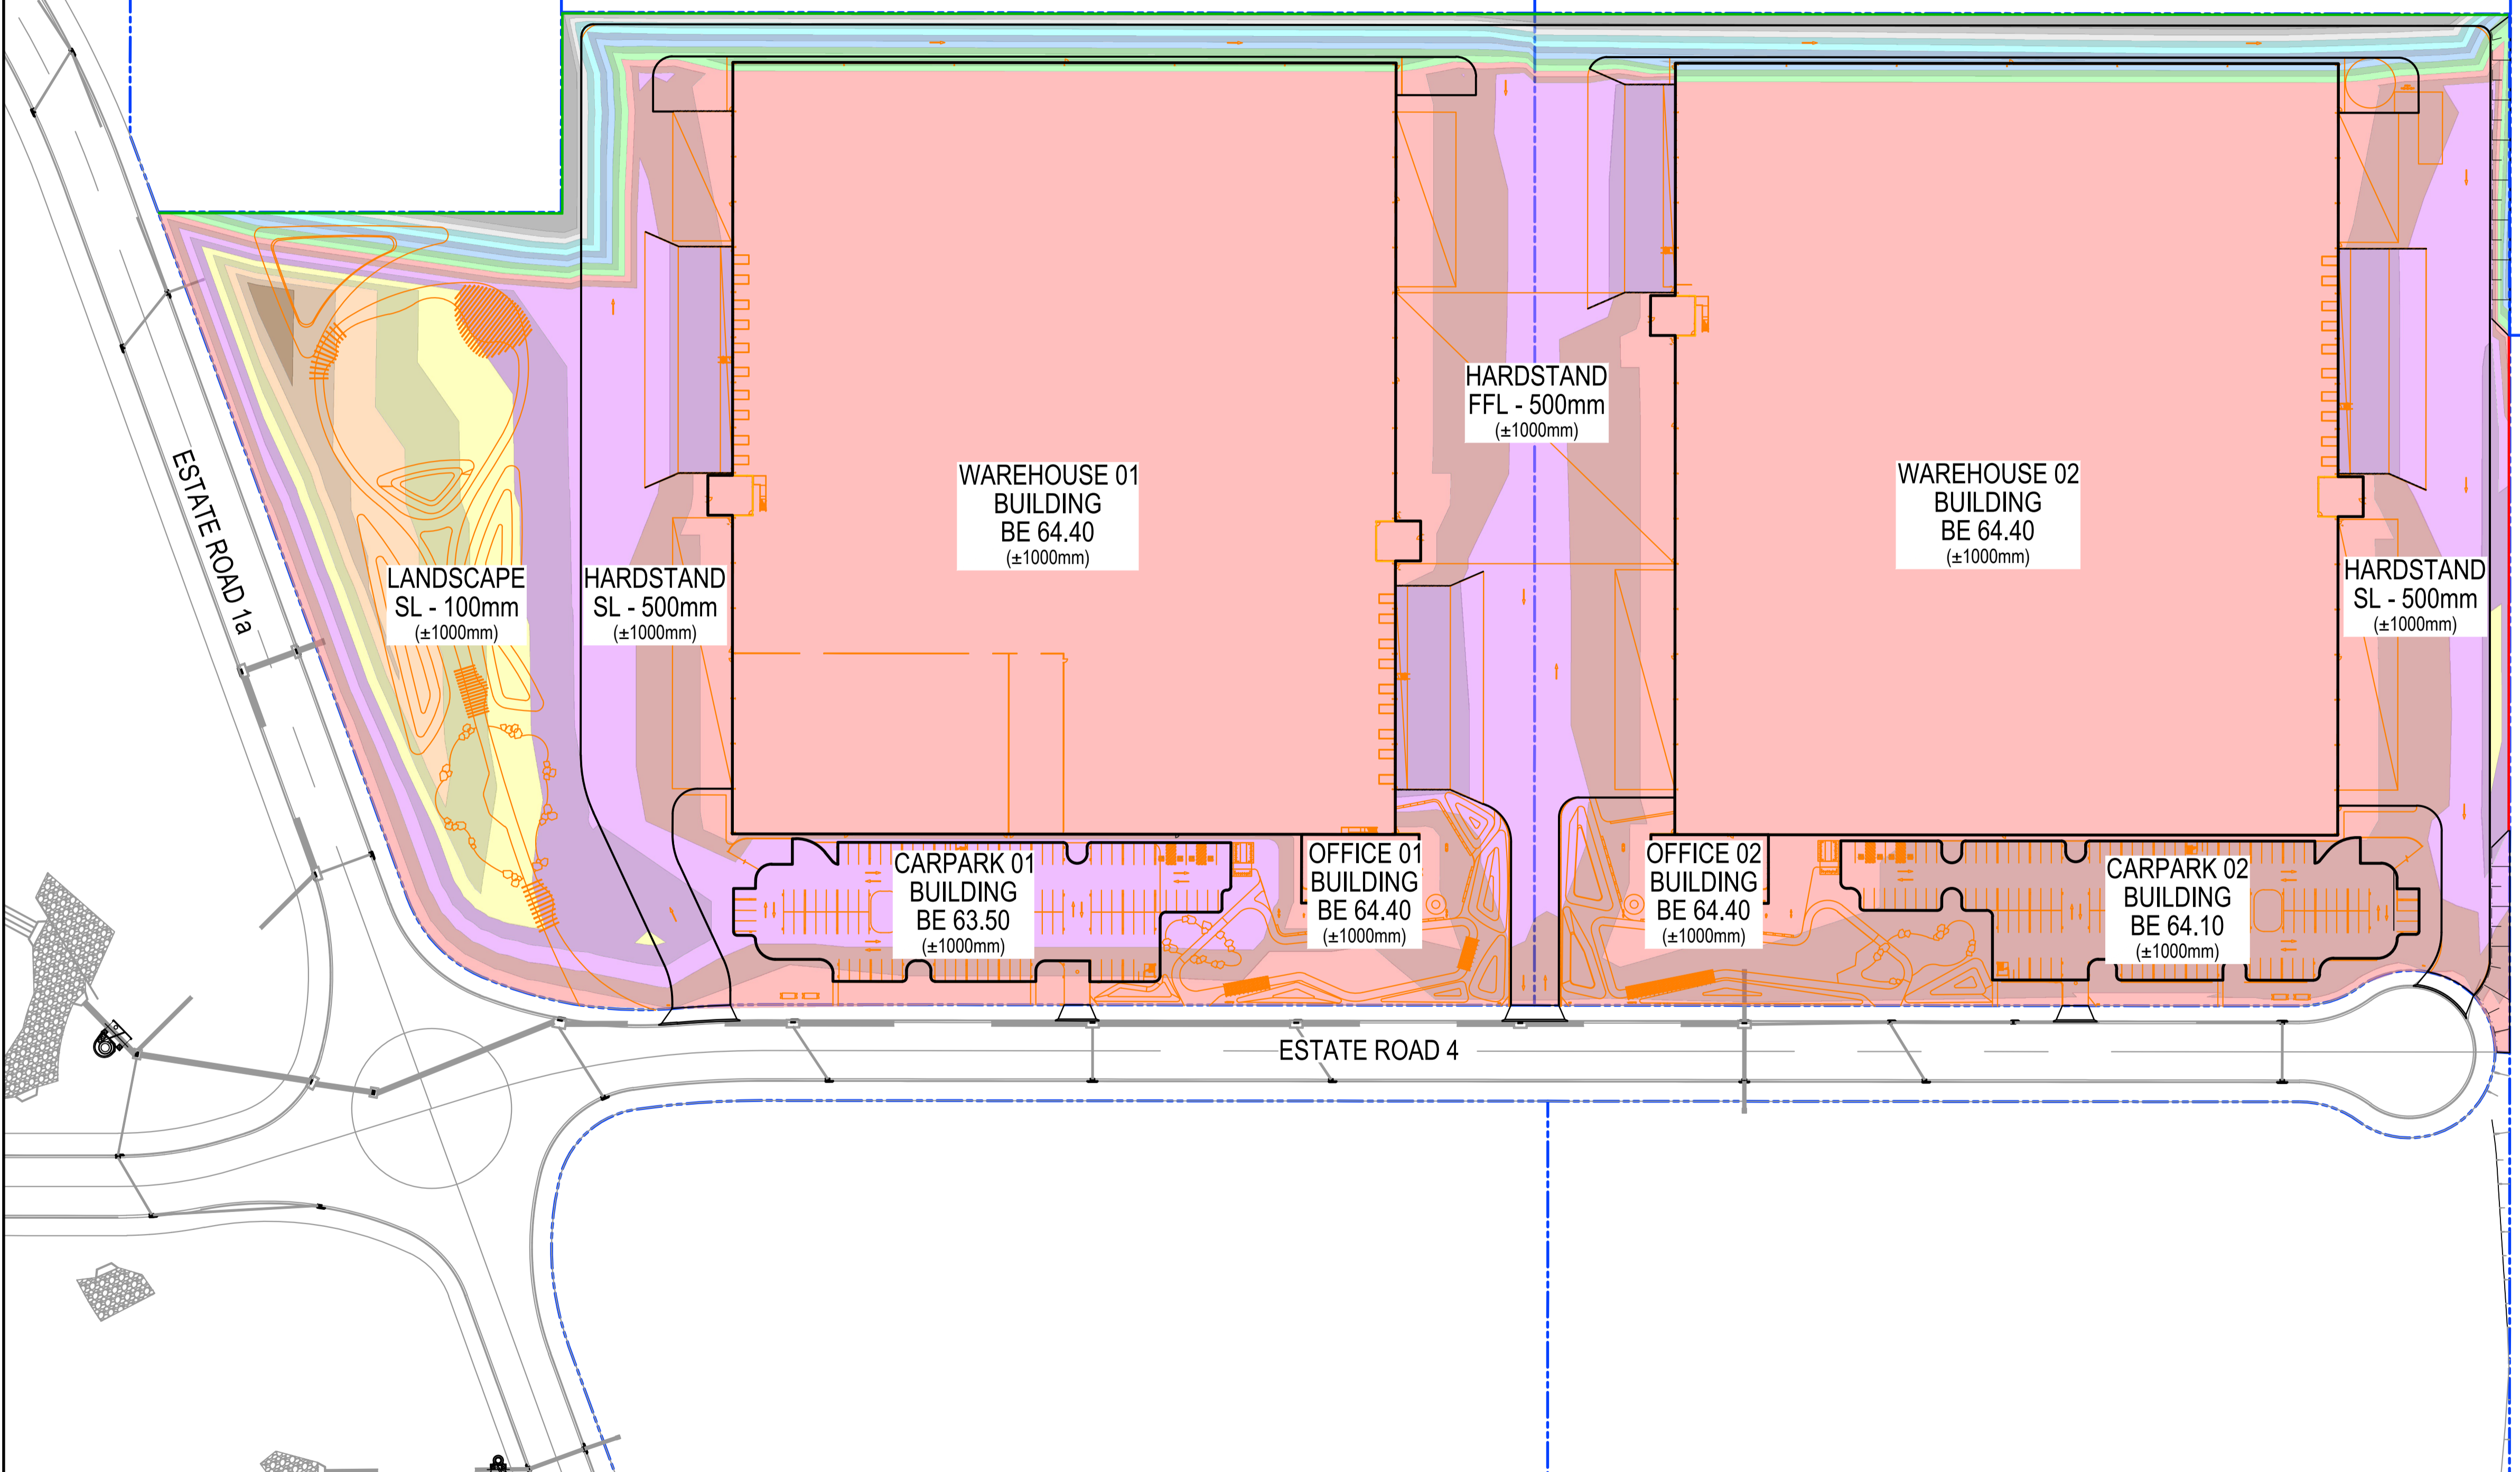 HARDSTAND
FFL - 500mm
(±1000mm)
WAREHOUSE 01
BUILDING
BE 64.40
(±1000mm)
WAREHOUSE 02
BUILDING
BE 64.40
(±1000mm)
ESTATE ROAD 1a
LANDSCAPE
SL - 100mm
(±1000mm)
HARDSTAND
SL - 500mm
(±1000mm)
HARDSTAND
SL - 500mm
(±1000mm)
CARPARK 01
BUILDING
BE 63.50
(±1000mm)
OFFICE 01
BUILDING
BE 64.40
(±1000mm)
OFFICE 02
BUILDING
BE 64.40
(±1000mm)
CARPARK 02
BUILDING
BE 64.10
(±1000mm)
ESTATE ROAD 4